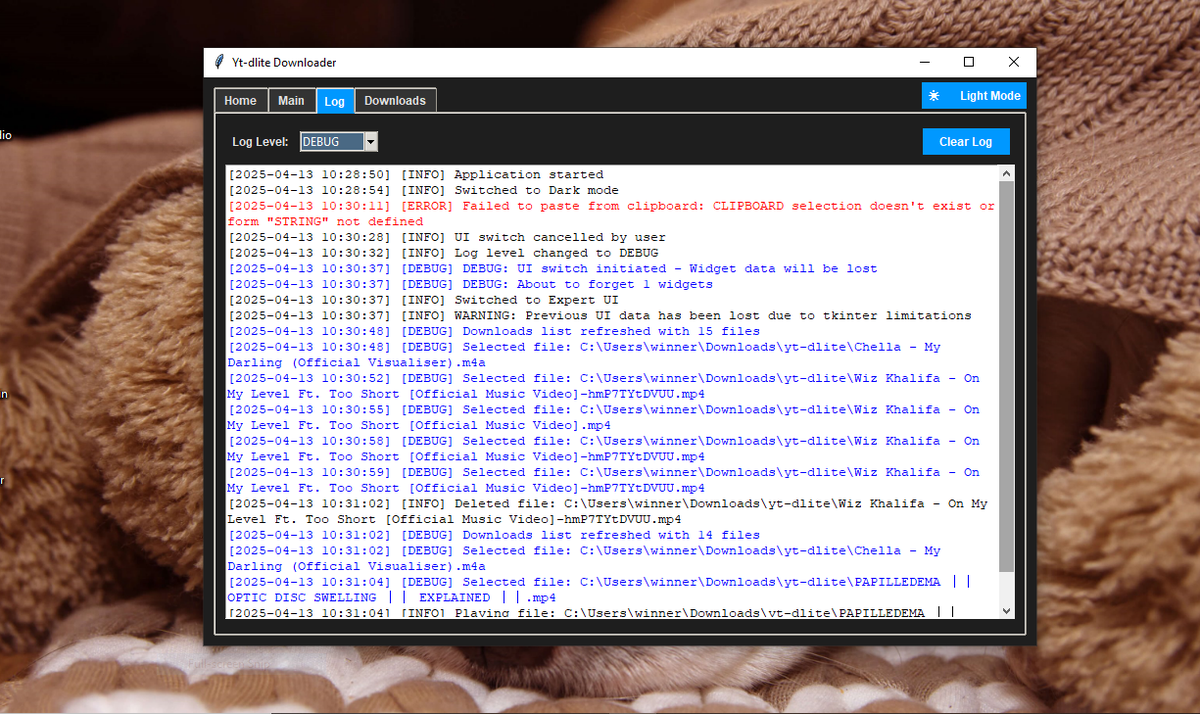 Yt-dlite Downloader
Home Main Log Downloads
Light Mode
lio
Log Level: DEBUG
Clear Log
[2025-04-13 10:28:50] [INFO] Application started
[2025-04-13 10:28:54] [INFO] Switched to Dark mode
[2025-04-13 10:30:11] [ERROR] Failed to paste from clipboard: CLIPBOARD selection doesn't exist or
form "STRING" not defined
[2025-04-13 10:30:28] [INFO] UI switch cancelled by user
[2025-04-13 10:30:32] [INFO] Log level changed to DEBUG
[2025-04-13 10:30:37] [DEBUG] DEBUG: UI switch initiated - Widget data will be lost
[2025-04-13 10:30:37] [DEBUG] DEBUG: About to forget 1 widgets
[2025-04-13 10:30:37] [INFO] Switched to Expert UI
[2025-04-13 10:30:37] [INFO] WARNING: Previous UI data has been lost due to tkinter limitations
[2025-04-13 10:30:48] [DEBUG] Downloads list refreshed with 15 files
[2025-04-13 10:30:48] [DEBUG] Selected file: C:\Users\winner\Downloads\yt-dlite\Chella - My
Darling (Official Visualiser).m4a
[2025-04-13 10:30:52] [DEBUG] Selected file: C:\Users\winner\Downloads\yt-dlite\Wiz Khalifa - On
My Level Ft. Too Short [Official Music Video]-hmP7TYtDVUU.mp4
[2025-04-13 10:30:55] [DEBUG] Selected file: C:\Users\winner\Downloads\yt-dlite\Wiz Khalifa - On
My Level Ft. Too Short [Official Music Video].mp4
[2025-04-13 10:30:58] [DEBUG] Selected file: C:\Users\winner\Downloads\yt-dlite\Wiz Khalifa - On
My Level Ft. Too Short [Official Music Video]-hmP7TYtDVUU.mp4
[2025-04-13 10:30:59] [DEBUG] Selected file: C:\Users\winner\Downloads\yt-dlite\Wiz Khalifa - On
My Level Ft. Too Short [Official Music Video]-hmP7TYtDVUU.mp4
[2025-04-13 10:31:02] [INFO] Deleted file: C:\Users\winner\Downloads\yt-dlite\Wiz Khalifa - On My
Level Ft. Too Short [Official Music Video]-hmP7TYtDVUU.mp4
[2025-04-13 10:31:02] [DEBUG] Downloads list refreshed with 14 files
[2025-04-13 10:31:02] [DEBUG] Selected file: C:\Users\winner\Downloads\yt-dlite\Chella - My
Darling (Official Visualiser).m4a
[2025-04-13 10:31:04] [DEBUG] Selected file: C:\Users\winner\Downloads\yt-dlite\PAPILLEDEMA ||
OPTIC DISC SWELLING || EXPLAINED ||.mp4
[2025-04-13 10:31:04] [INFO] Playing file: C:\Users\winner\Downloads\yt-dlite\PAPILLEDEMA ||
n
r